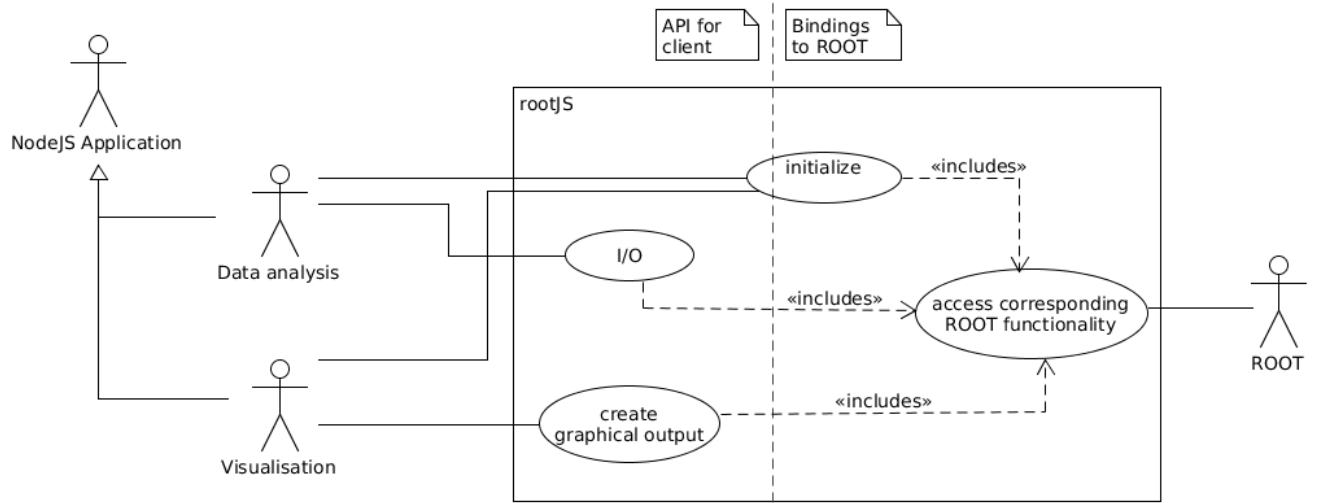 API for
client
Bindings
to ROOT
rootJS
NodeJS Application
initialize
«includes»
Data analysis
I/O
«includes»
access corresponding
ROOT functionality
ROOT
«includes»
create
graphical output
Visualisation